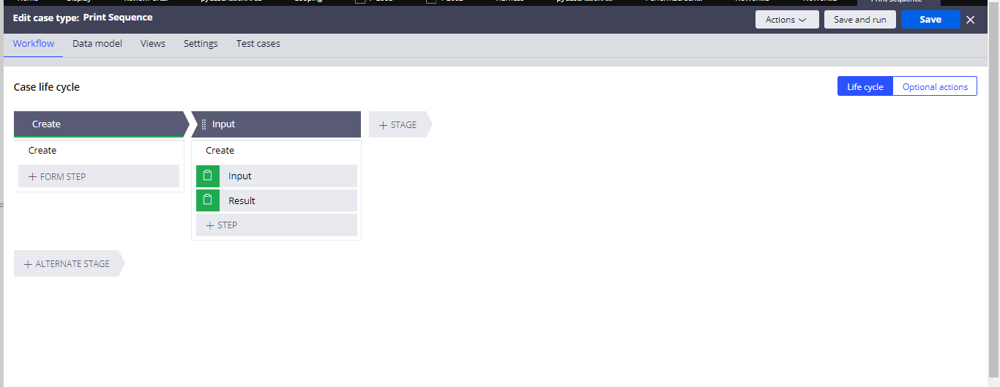 Edit case type: Print Sequence
Actions
Save and run
Save
Workflow
Data model
Views
Settings
Test cases
Case life cycle
Life cycle
Optional actions
Create
Input
+ STAGE
Create
Create
+ FORM STEP
Input
Result
+ STEP
+ ALTERNATE STAGE